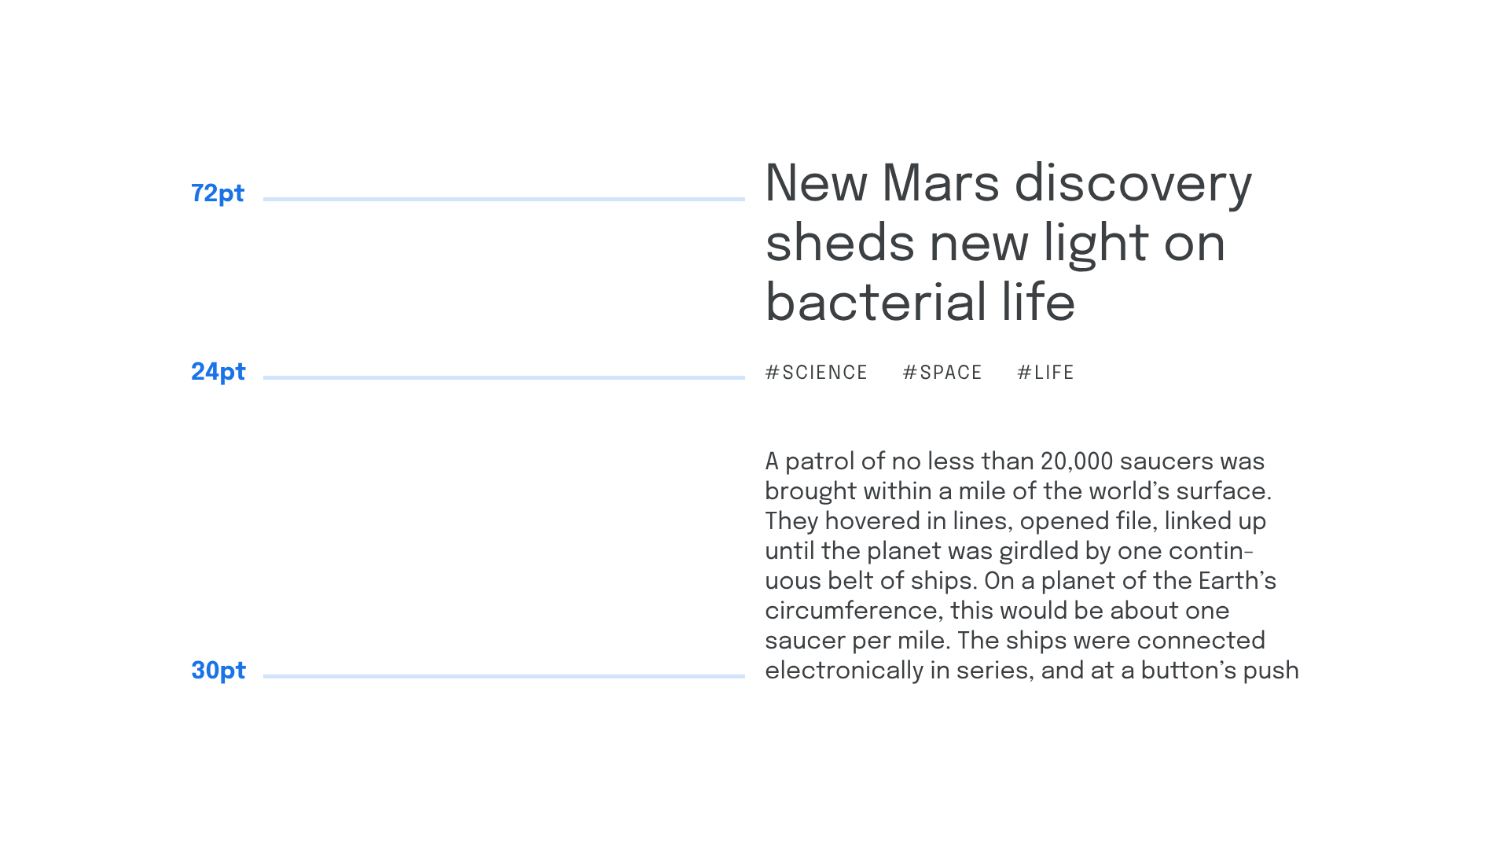 72pt
New Mars discovery
sheds new light on
bacterial life
24pt
#SCIENCE #SPACE #LIFE
A patrol of no less than 20,000 saucers was
brought within a mile of the world’s surface.
They hovered in lines, opened file, linked up
until the planet was girdled by one contin-
uous belt of ships. On a planet of the Earth’s
circumference, this would be about one
saucer per mile. The ships were connected
30pt
electronically in series, and at a button’s push